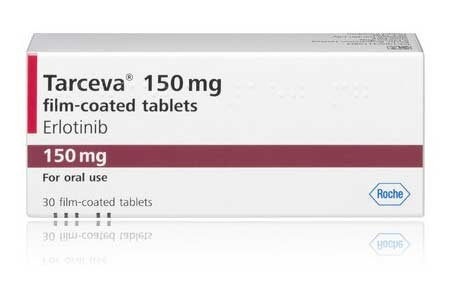 Tarceva® 150 mg
film-coated tablets
Erlotinib
150 mg
For oral use
30 film-coated tablets
Roche